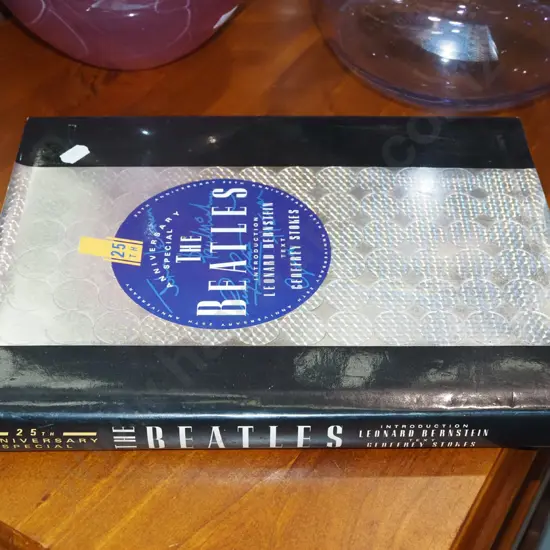 25TH
ANNIVERSARY
SPECIAL
THE
BEATLES
INTRODUCTION
LEONARD BERNSTEIN
TEXT
GEOFFREY STOKES
25TH
ANNIVERSARY
SPECIAL
THE BEATLES
INTRODUCTION
LEONARD BERNSTEIN
TEXT
GEOFFREY STOKES